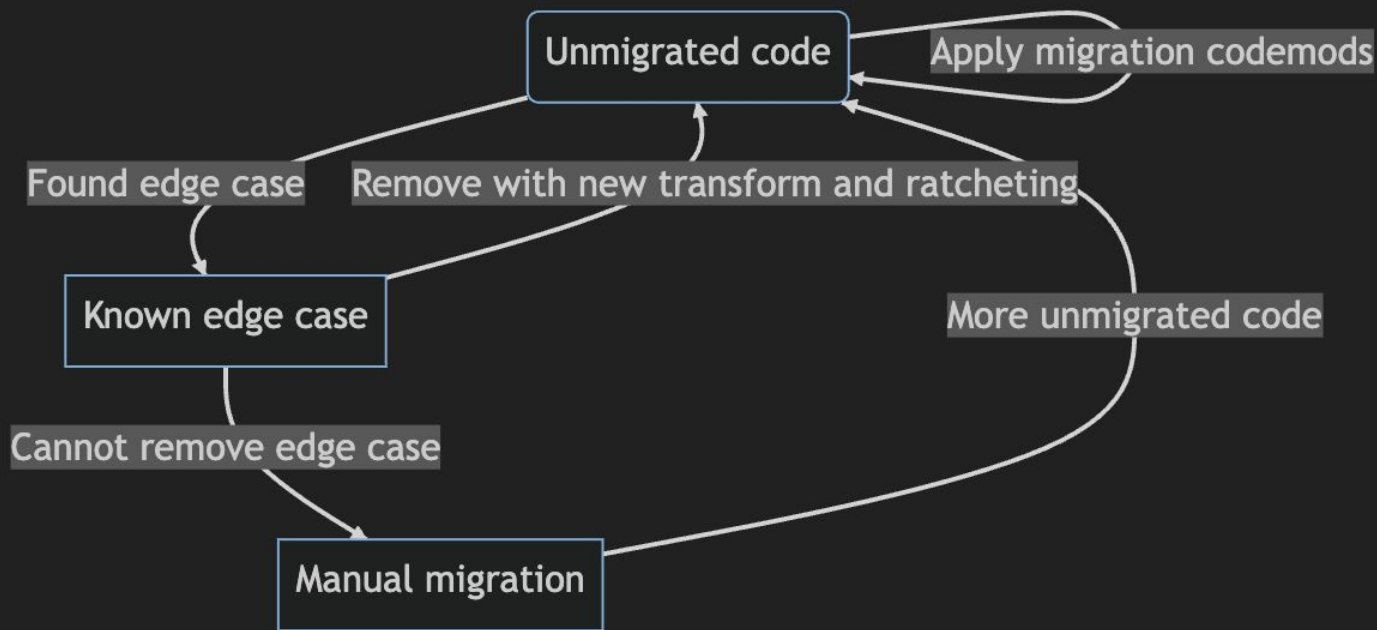 Unmigrated code
Apply migration codemods
Found edge case
Remove with new transform and ratcheting
Known edge case
More unmigrated code
Cannot remove edge case
Manual migration